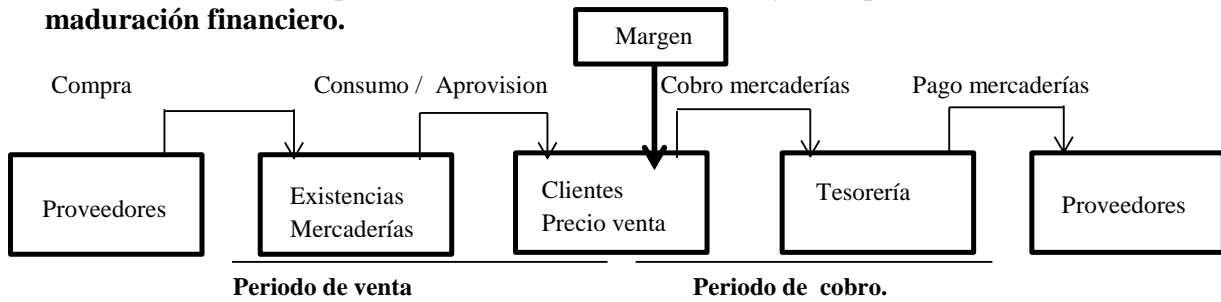 maduración financiero.
Margen
Compra
Consumo / Aprovision
Cobro mercaderías
Pago mercaderías
Proveedores
Existencias
Mercaderías
Clientes
Precio venta
Tesorería
Proveedores
Periodo de venta
Periodo de cobro.